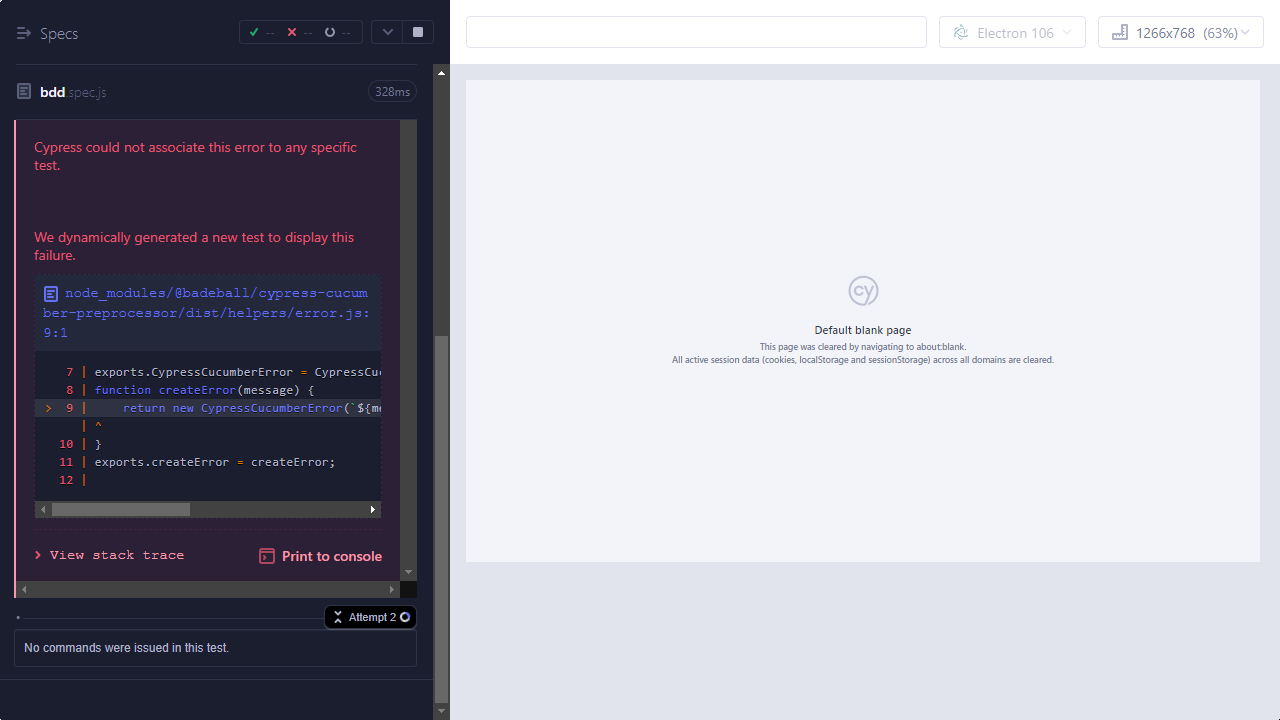 Specs
--
--
--
Electron 106
1266x768 (63%)
bdd.spec.js
328ms
Cypress could not associate this error to any specific
test.
We dynamically generated a new test to display this
failure.
node_modules/@badeball/cypress-cucum
ber-preprocessor/dist/helpers/error.js:
9:1
7 | exports.CypressCucumberError = CypressCuc
8 | function createError(message) {
> 9 | return new CypressCucumberError(`${me
| ^
10 | }
11 | exports.createError = createError;
12 |
> View stack trace
Print to console
Attempt 2
No commands were issued in this test.
cy
Default blank page
This page was cleared by navigating to about:blank.
All active session data (cookies, localStorage and sessionStorage) across all domains are cleared.